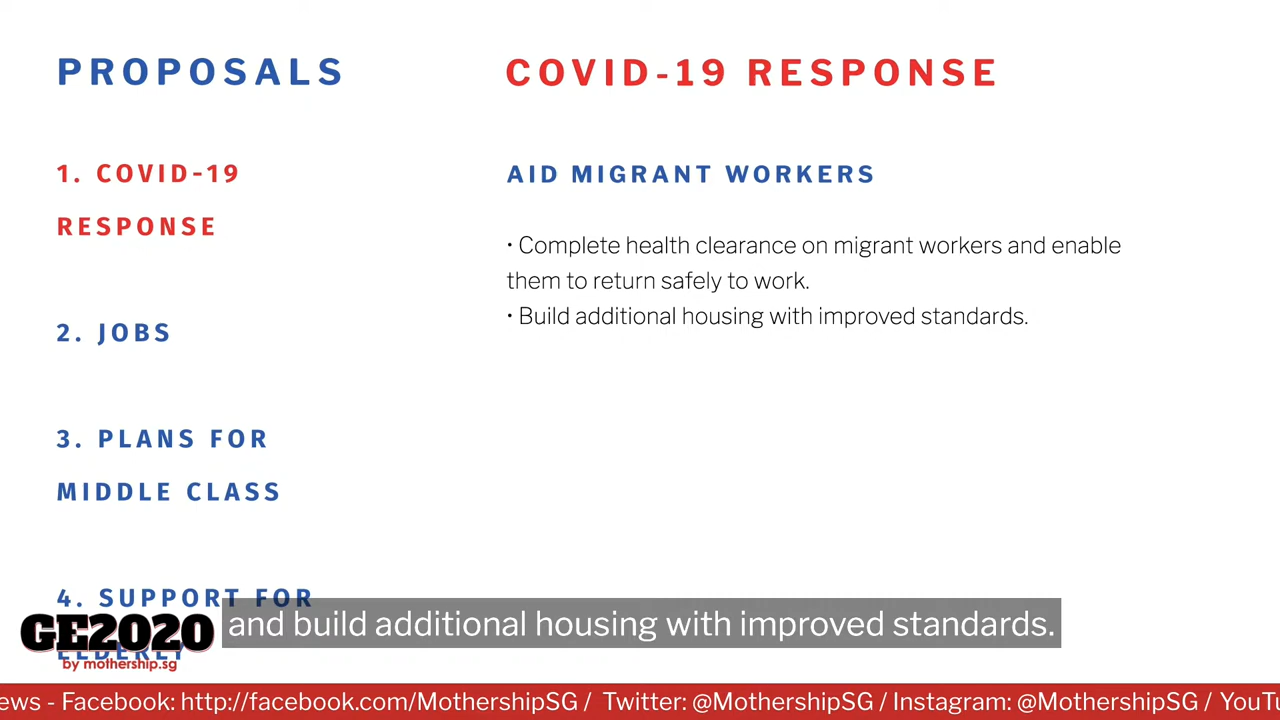 PROPOSALS
COVID-19 RESPONSE
1. COVID-19
RESPONSE
2. JOBS
3. PLANS FOR
MIDDLE CLASS
4. SUPPORT FOR
ELDERLY
AID MIGRANT WORKERS
• Complete health clearance on migrant workers and enable
them to return safely to work.
• Build additional housing with improved standards.
and build additional housing with improved standards.
GE2020
by mothership.sg
ews - Facebook: http://facebook.com/MothershipSG / Twitter: @MothershipSG / Instagram: @MothershipSG / YouTu